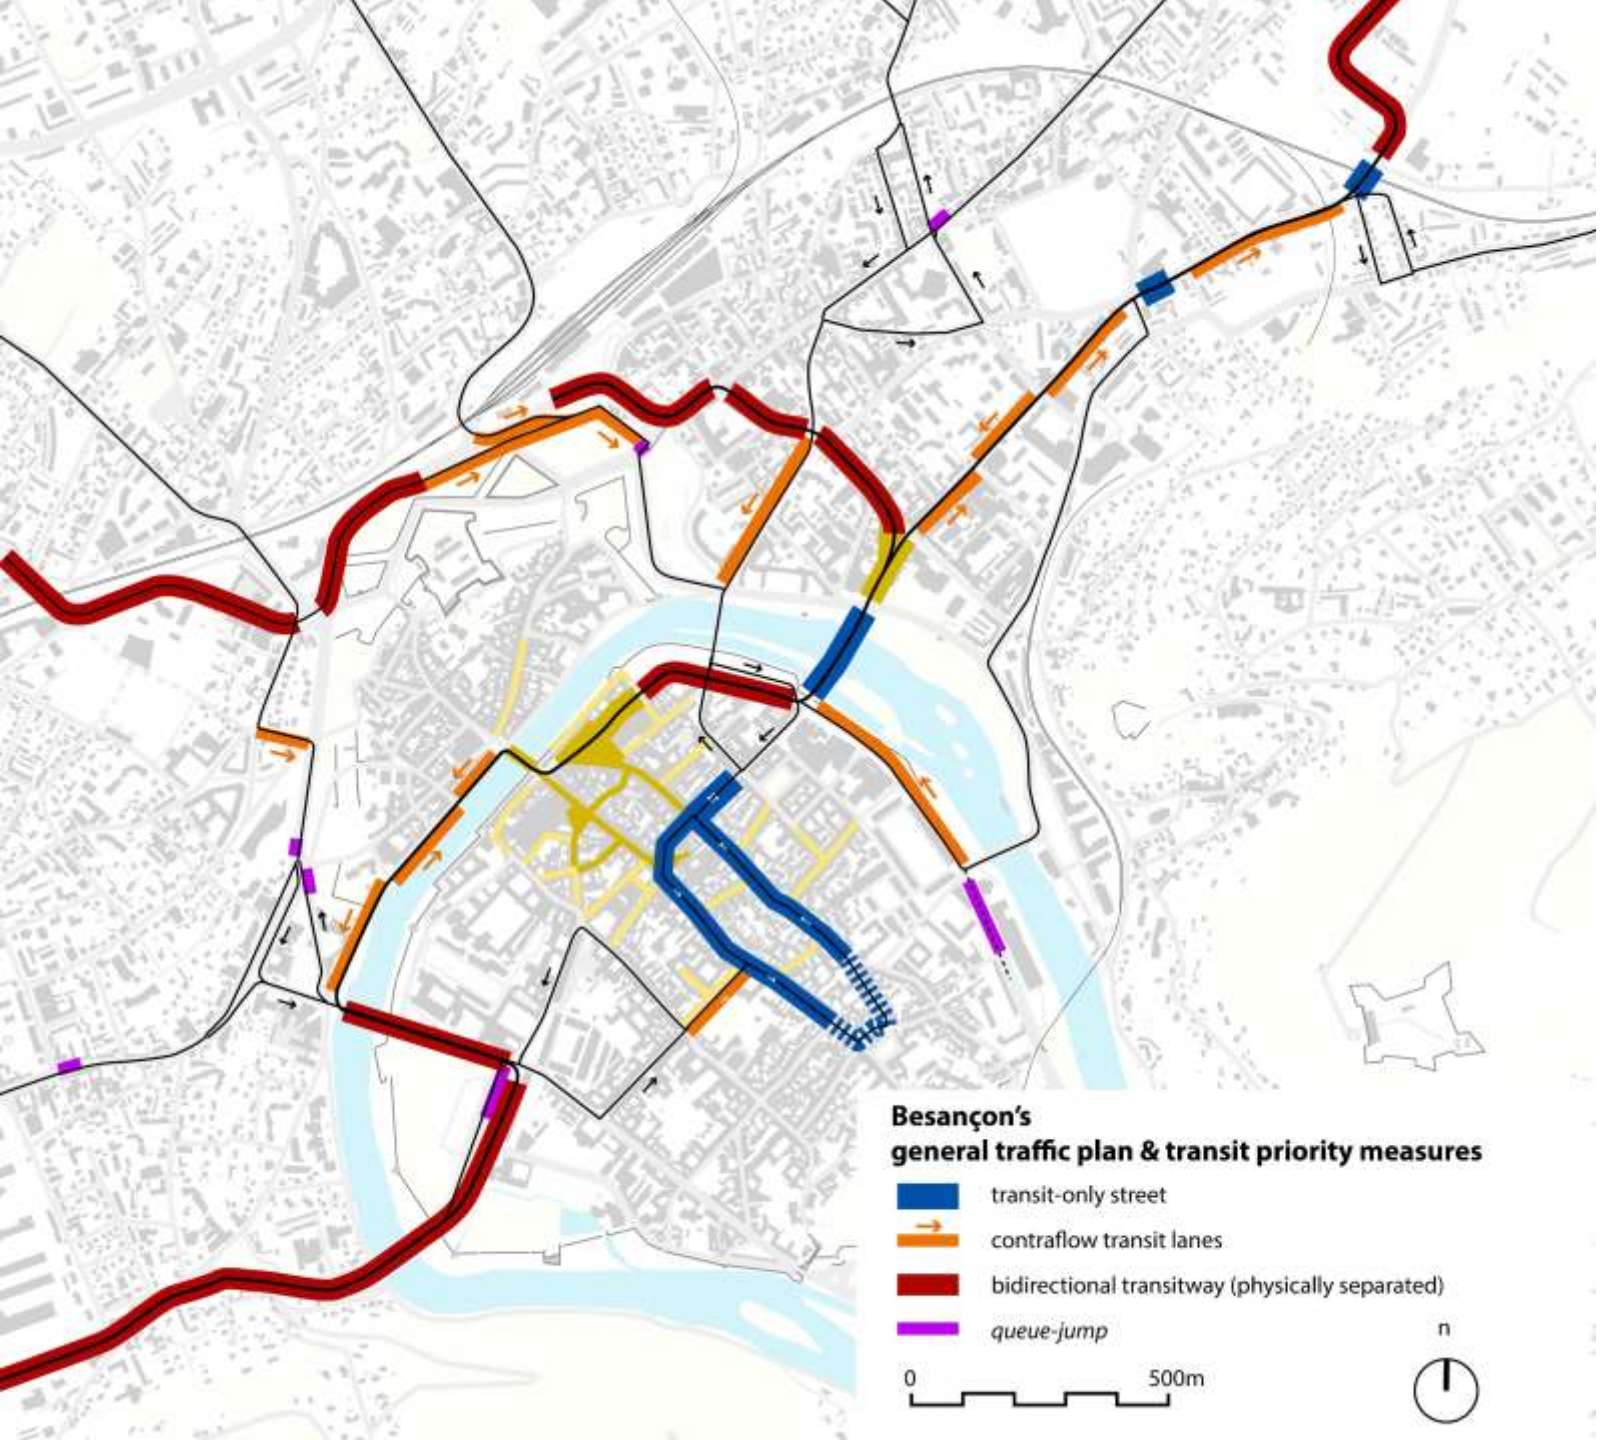 Besançon's
general traffic plan & transit priority measures
transit-only street
contraflow transit lanes
bidirectional transitway (physically separated)
queue-jump
n
0 500m